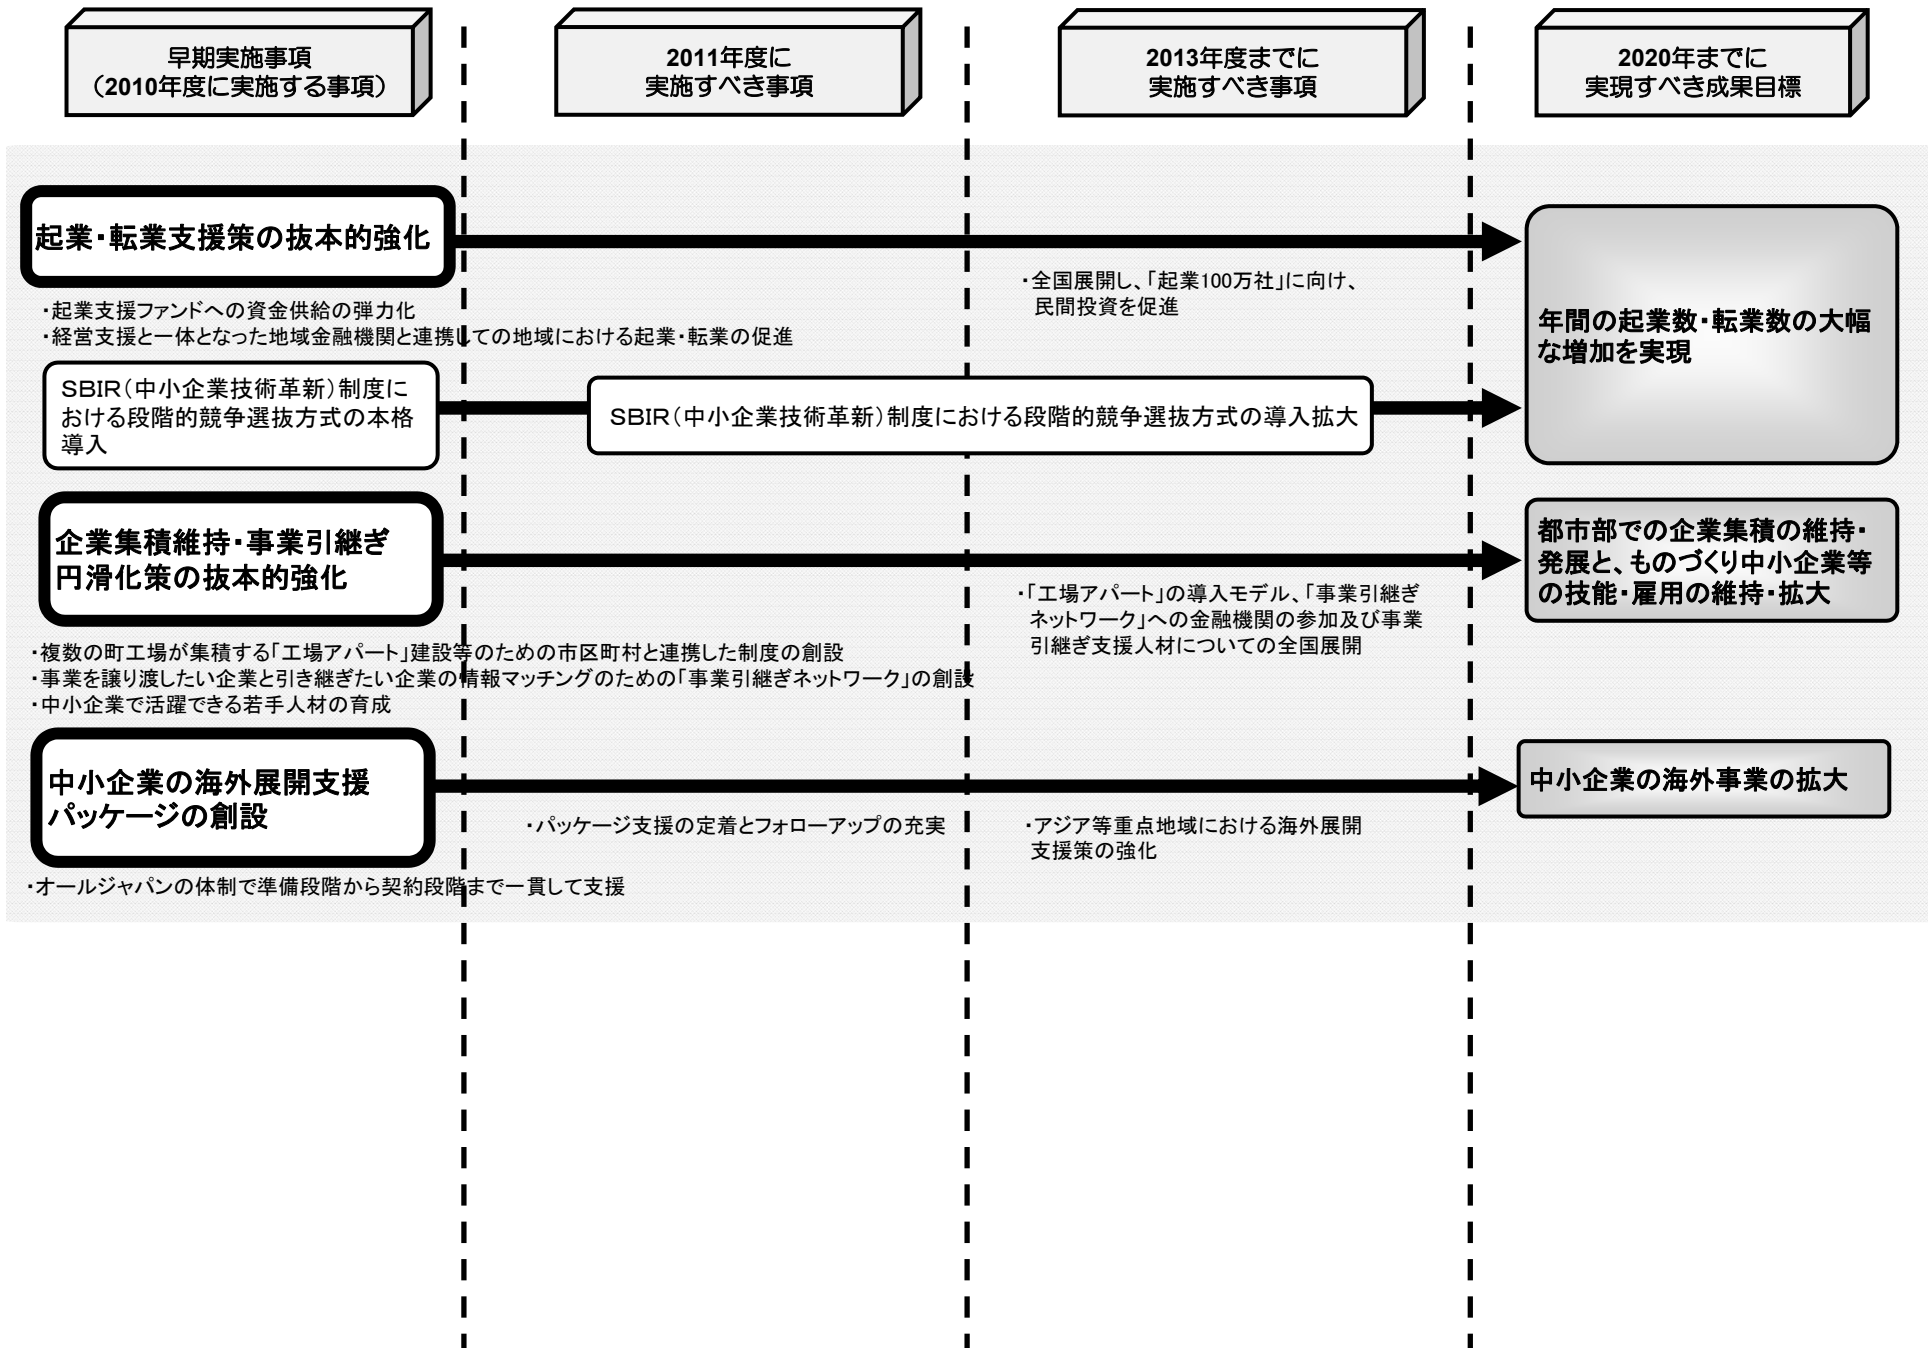 早期実施事項
（2010年度に実施する事項）
2011年度に
実施すべき事項
2013年度までに
実施すべき事項
2020年までに
実現すべき成果目標
起業・転業支援策の抜本的強化
・起業支援ファンドへの資金供給の弾力化
・経営支援と一体となった地域金融機関と連携しての地域における起業・転業の促進
・全国展開し、「起業100万社」に向け、
民間投資を促進
年間の起業数・転業数の大幅
な増加を実現
SBIR（中小企業技術革新）制度に
おける段階的競争選抜方式の本格
導入
SBIR（中小企業技術革新）制度における段階的競争選抜方式の導入拡大
企業集積維持・事業引継ぎ
円滑化策の抜本的強化
・複数の町工場が集積する「工場アパート」建設等のための市区町村と連携した制度の創設
・事業を譲り渡したい企業と引き継ぎたい企業の情報マッチングのための「事業引継ぎネットワーク」の創設
・中小企業で活躍できる若手人材の育成
・「工場アパート」の導入モデル、「事業引継ぎ
ネットワーク」への金融機関の参加及び事業
引継ぎ支援人材についての全国展開
都市部での企業集積の維持・
発展と、ものづくり中小企業等
の技能・雇用の維持・拡大
中小企業の海外展開支援
パッケージの創設
・オールジャパンの体制で準備段階から契約段階まで一貫して支援
・パッケージ支援の定着とフォローアップの充実
・アジア等重点地域における海外展開
支援策の強化
中小企業の海外事業の拡大